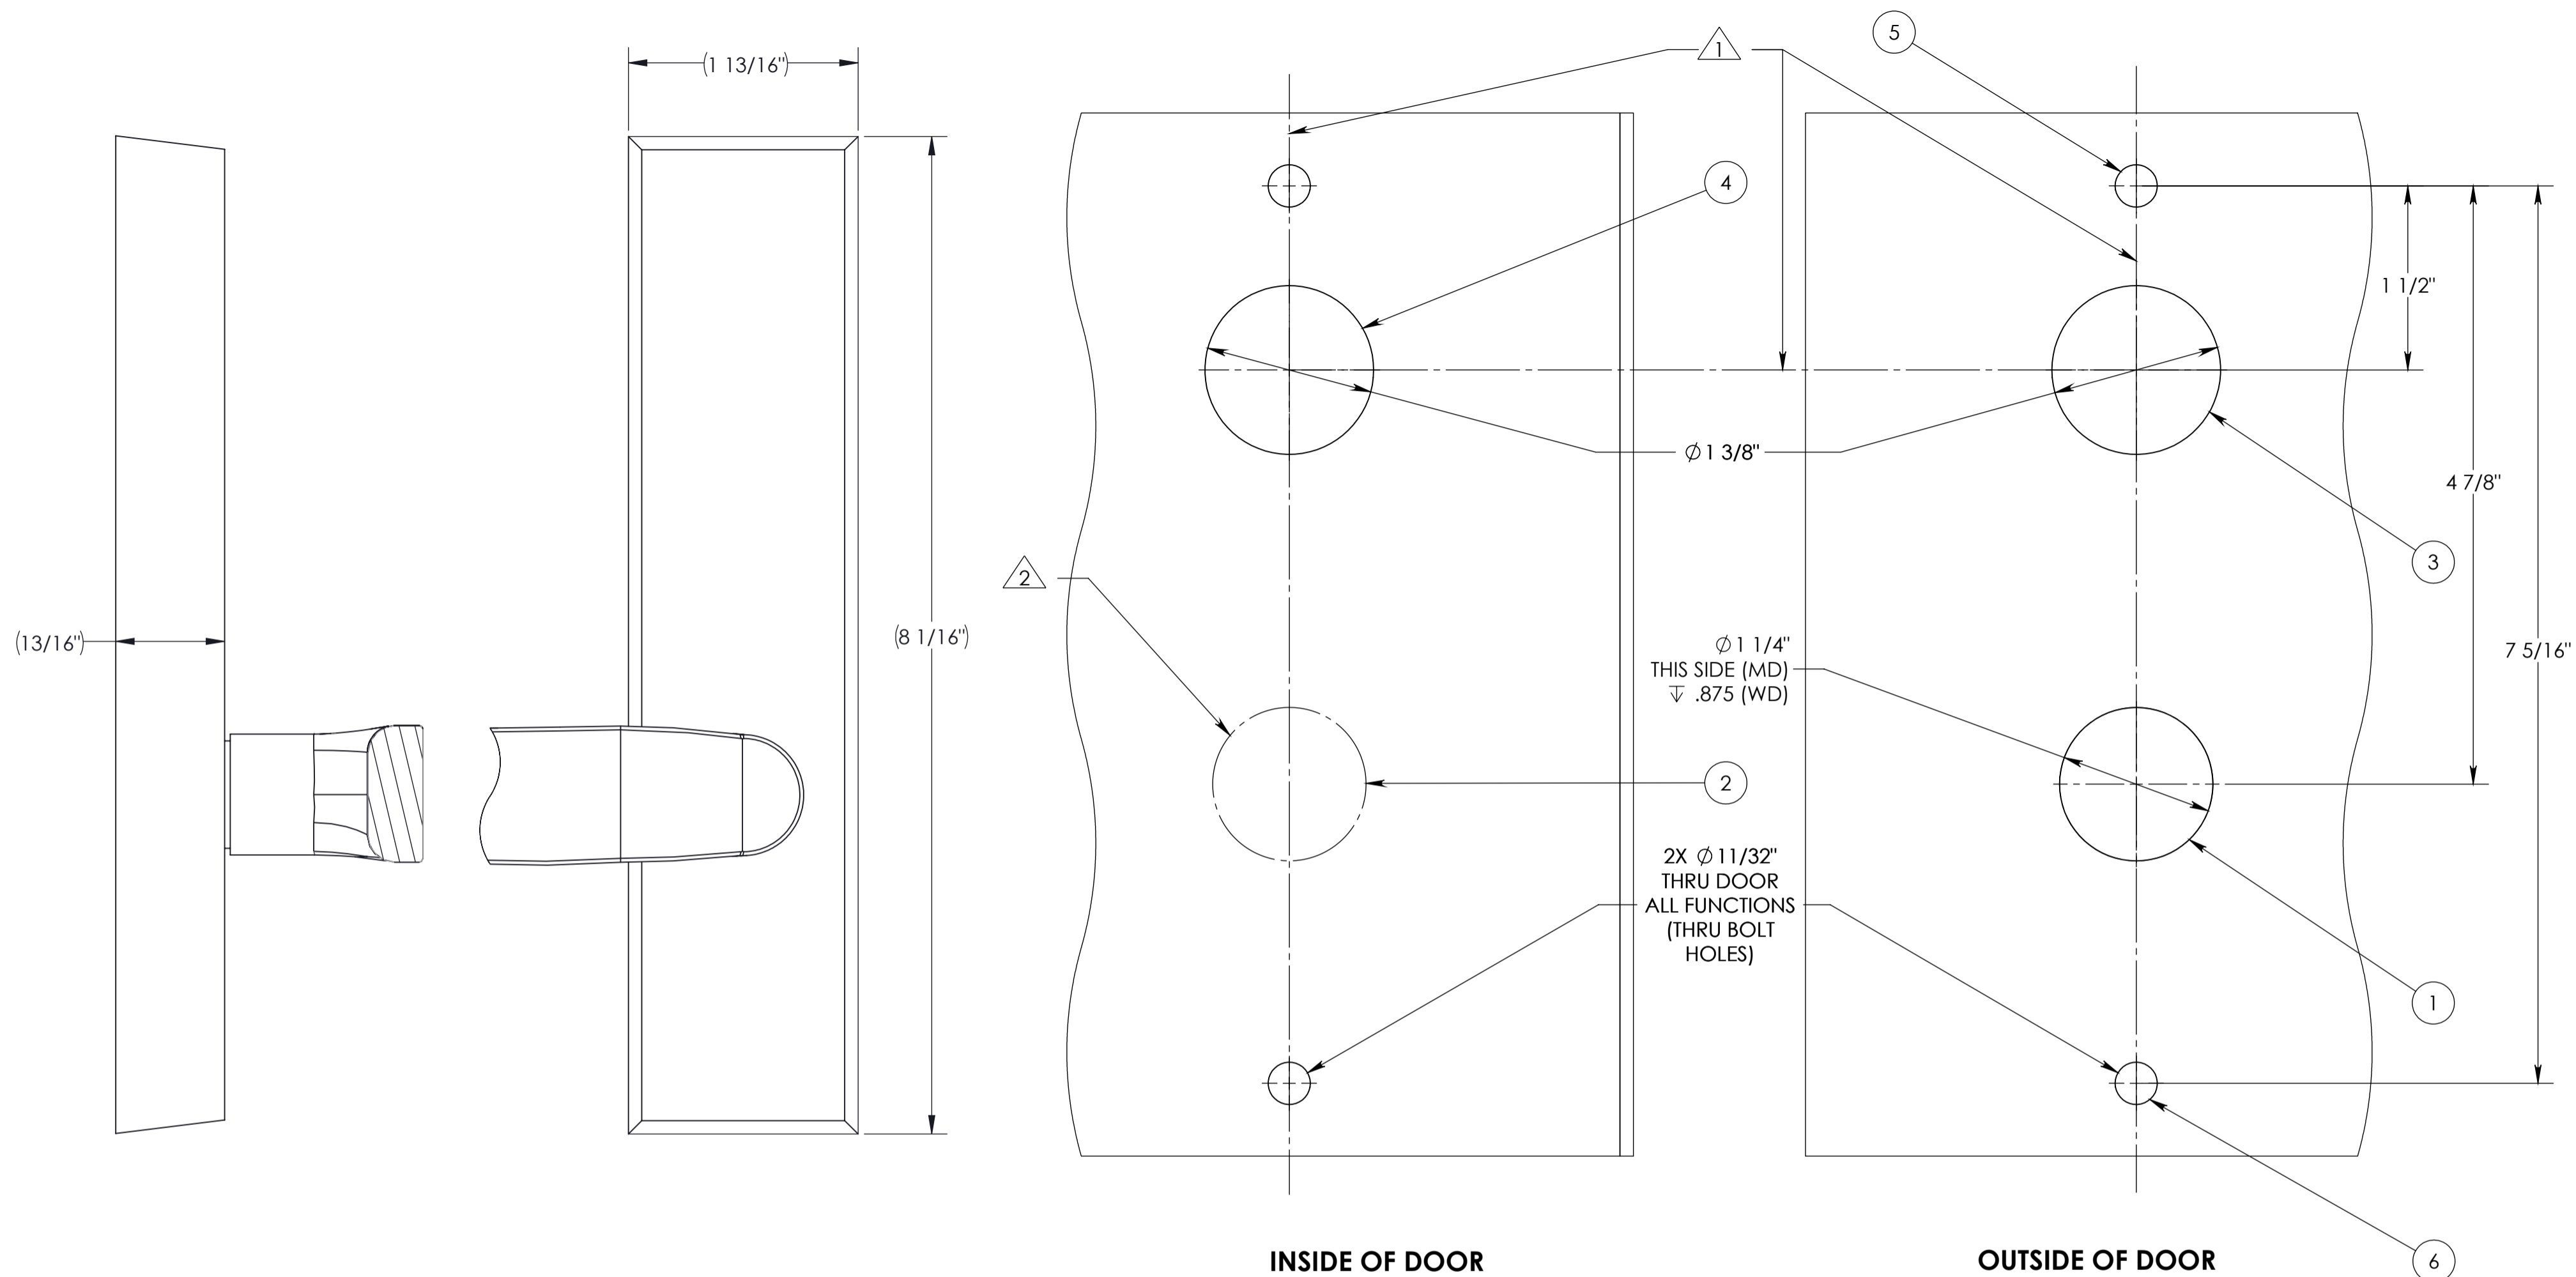 (1 13/16")
1
5
4
1 1/2"
Ø1 3/8"
4 7/8"
3
2
(13/16")
(8 1/16")
Ø1 1/4"
THIS SIDE (MD)
↧ .875 (WD)
7 5/16"
2
2X Ø11/32"
THRU DOOR
ALL FUNCTIONS
(THRU BOLT
HOLES)
1
INSIDE OF DOOR
OUTSIDE OF DOOR
6